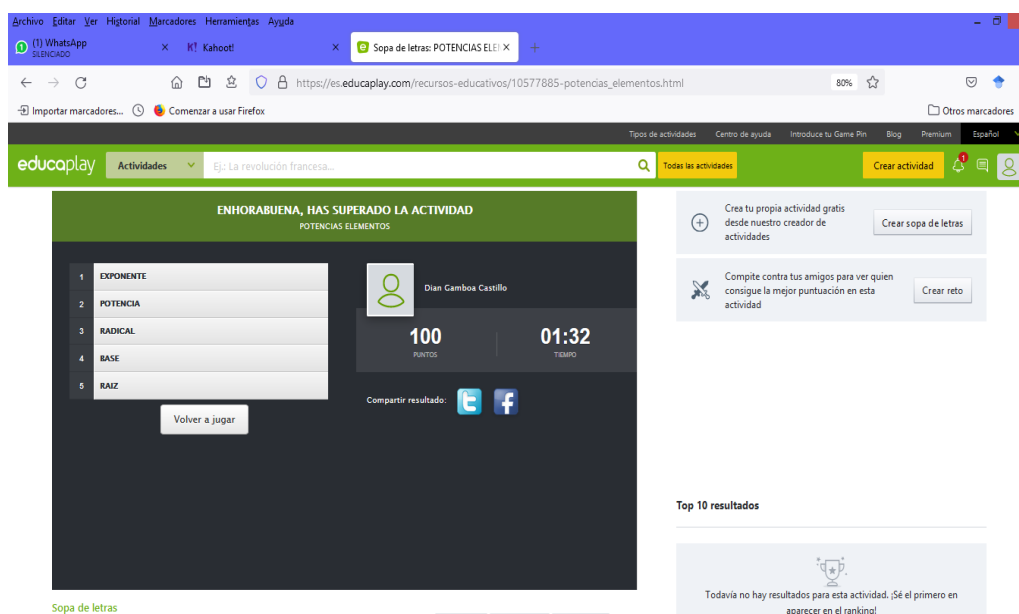 Archivo Editar Ver Historial Marcadores Herramientas Ayuda
(1) WhatsApp
SILENCIADO
K! Kahoot!
Sopa de letras: POTENCIAS ELE
https://es.educaplay.com/recursos-educativos/10577885-potencias_elementos.html
80%
Importar marcadores...
Comenzar a usar Firefox
Otros marcadores
Tipos de actividades Centro de ayuda Introduce tu Game Pin Blog Premium Español
educaplay
Actividades
Ej.: La revolución francesa...
Todas las actividades
Crear actividad
1
ENHORABUENA, HAS SUPERADO LA ACTIVIDAD
POTENCIAS ELEMENTOS
1 EXPONENTE
2 POTENCIA
3 RADICAL
4 BASE
5 RAIZ
Volver a jugar
Dian Gamboa Castillo
100
PUNTOS
01:32
TIEMPO
Compartir resultado:
Crea tu propia actividad gratis
desde nuestro creador de
actividades
Crear sopa de letras
Compite contra tus amigos para ver quien
consigue la mejor puntuación en esta
actividad
Crear reto
Top 10 resultados
Todavía no hay resultados para esta actividad. ¡Sé el primero en
aparecer en el ranking!
Sopa de letras